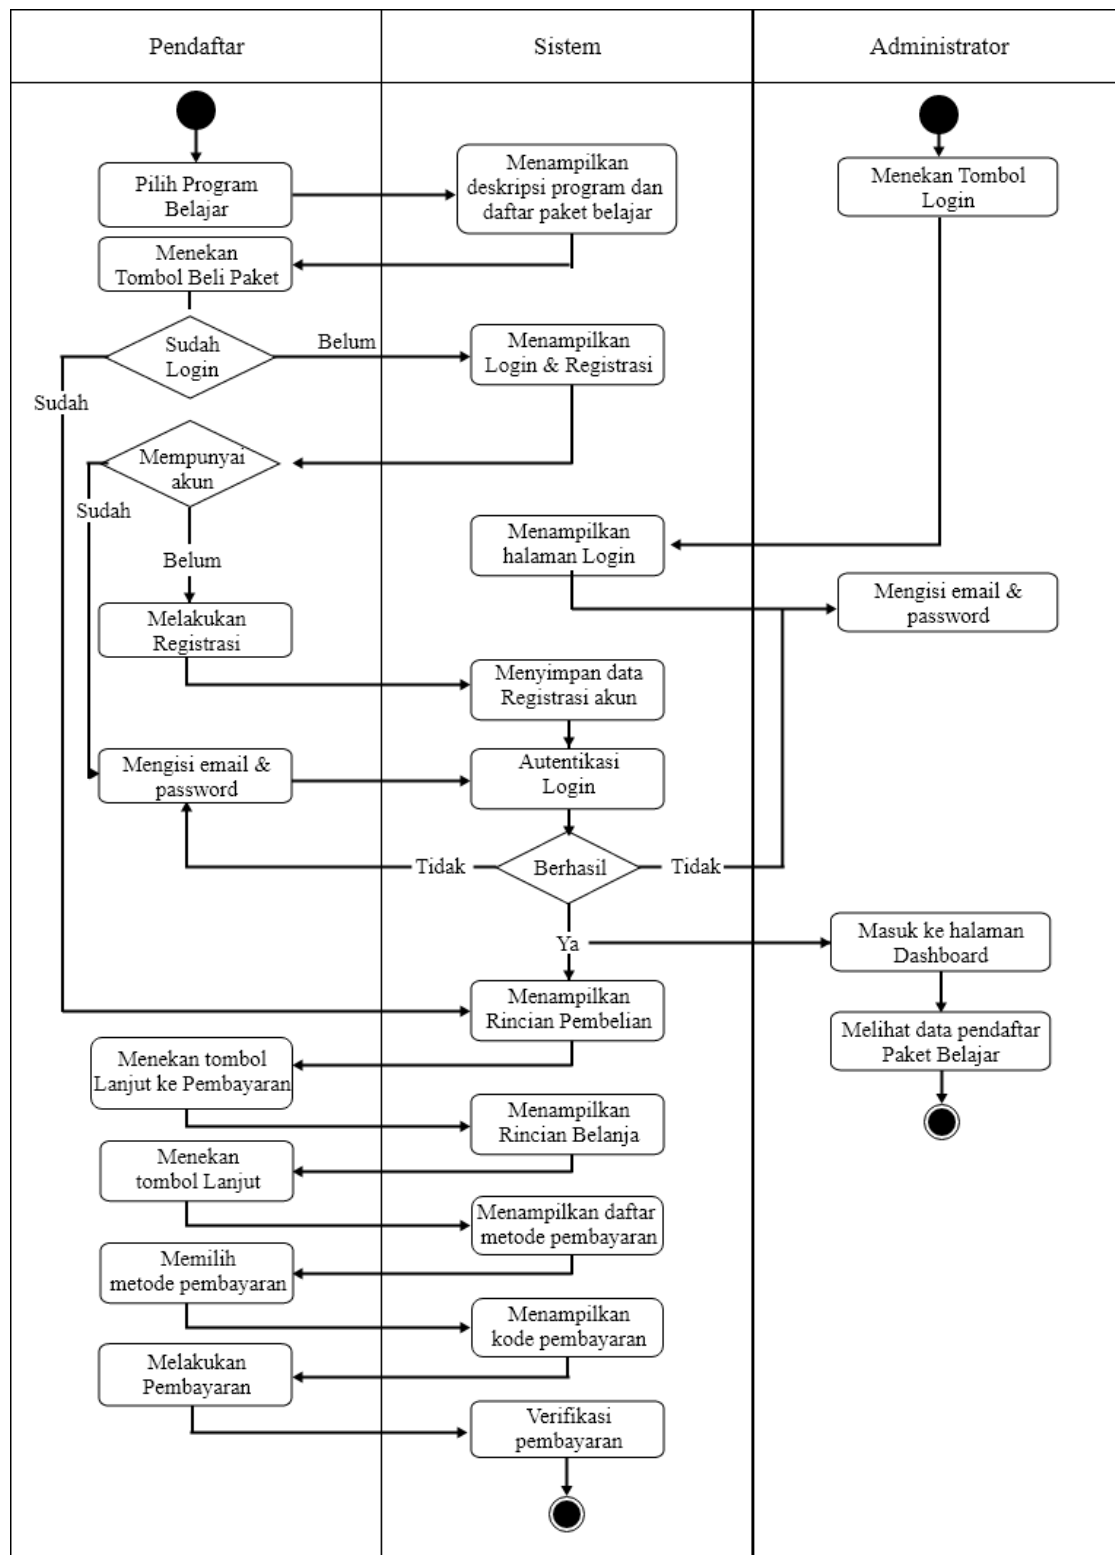 Pendaftar
Sistem
Administrator
Pilih Program
Belajar
Menampilkan
deskripsi program dan
daftar paket belajar
Menekan Tombol
Login
Menekan
Tombol Beli Paket
Sudah
Login
Belum
Menampilkan
Login & Registrasi
Sudah
Mempunyai
akun
Sudah
Belum
Menampilkan
halaman Login
Mengisi email &
password
Melakukan
Registrasi
Menyimpan data
Registrasi akun
Mengisi email &
password
Autentikasi
Login
Tidak
Berhasil
Tidak
Ya
Masuk ke halaman
Dashboard
Menampilkan
Rincian Pembelian
Melihat data pendaftar
Paket Belajar
Menekan tombol
Lanjut ke Pembayaran
Menampilkan
Rincian Belanja
Menekan
tombol Lanjut
Menampilkan daftar
metode pembayaran
Memilih
metode pembayaran
Menampilkan
kode pembayaran
Melakukan
Pembayaran
Verifikasi
pembayaran